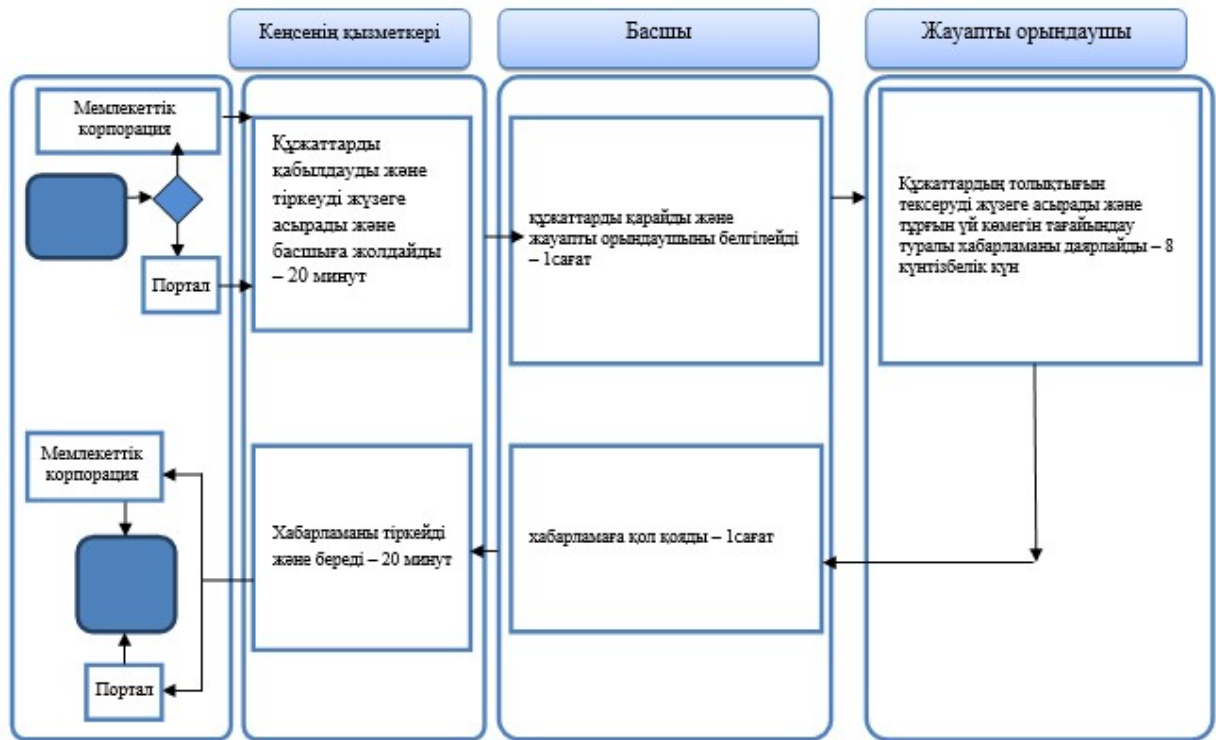 Кеңсенің қызметкері
Басшы
Жауапты орындаушы
Мемлекеттік
корпорация
Портал
Құжаттарды
қабылдауды және
тіркеуді жүзеге
асырады және
басшыға жолдайды
– 20 минут
құжаттарды қарайды және
жауапты орындаушыны белгілейді
– 1сағат
Құжаттардың толықтығын
тексеруді жүзеге асырады және
тұрғын үй көмегін тағайындау
туралы хабарламаны даярлайды – 8
күнтізбелік күн
Мемлекеттік
корпорация
Портал
Хабарламаны тіркейді
және береді – 20 минут
хабарламаға қол қояды – 1сағат